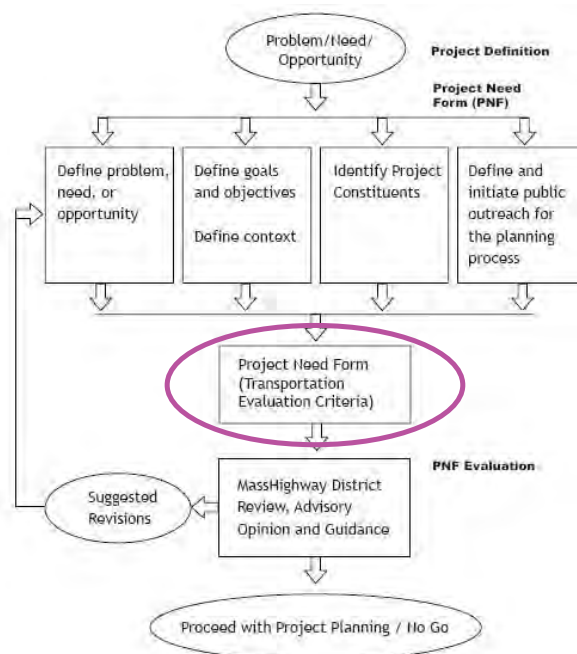 Problem/Need/
Opportunity
Project Definition
Project Need
Form (PNF)
Define problem,
need, or
opportunity
Define goals
and objectives
Define context
Identify Project
Constituents
Define and
initiate public
outreach for
the planning
process
Project Need Form
(Transportation
Evaluation Criteria)
PNF Evaluation
MassHighway District
Review, Advisory
Opinion and Guidance
Suggested
Revisions
Proceed with Project Planning / No Go